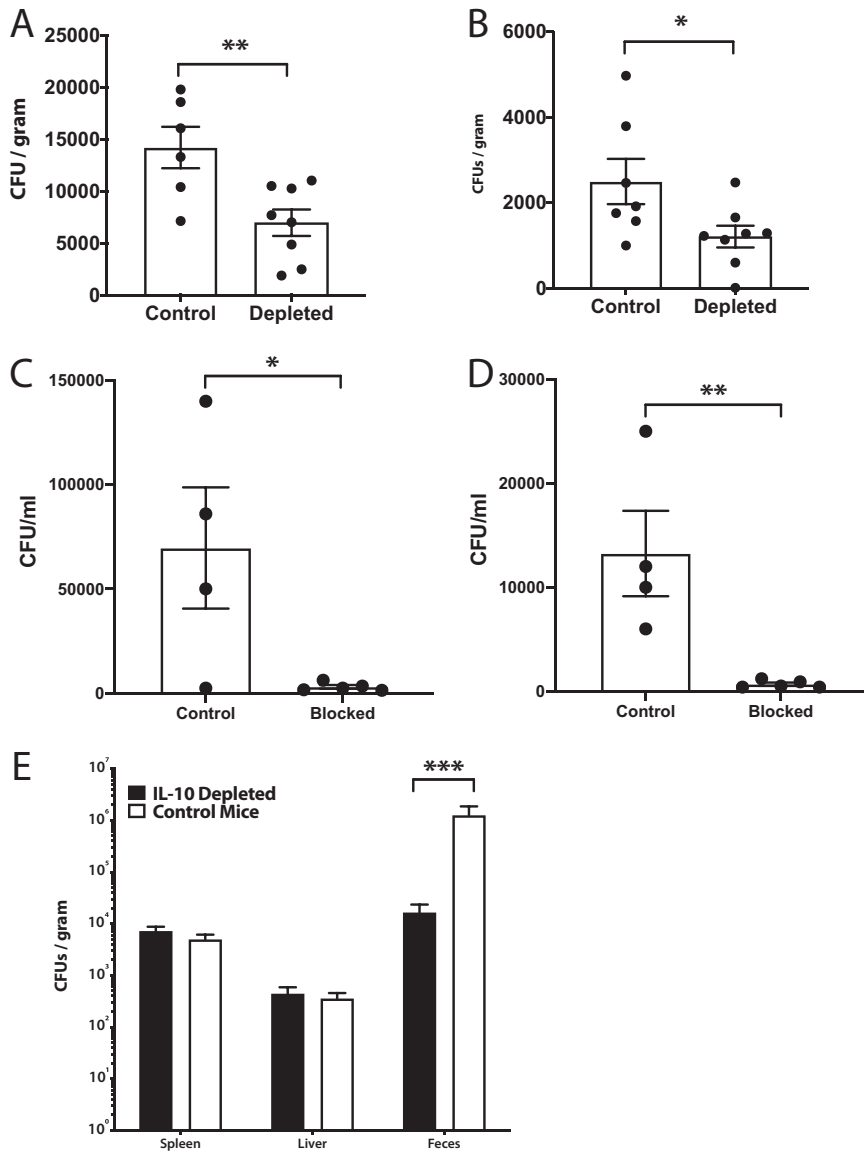 A
25000
20000
15000
10000
5000
0
CFU / gram
**
Control
Depleted
B
6000
4000
2000
0
CFUs / gram
*
Control
Depleted
C
150000
100000
50000
0
CFU/ml
*
Control
Blocked
D
30000
20000
10000
0
CFU/ml
**
Control
Blocked
E
10⁷
10⁶
10⁵
10⁴
10³
10²
10¹
10⁰
CFUs / gram
IL-10 Depleted
Control Mice
***
Spleen
Liver
Feces